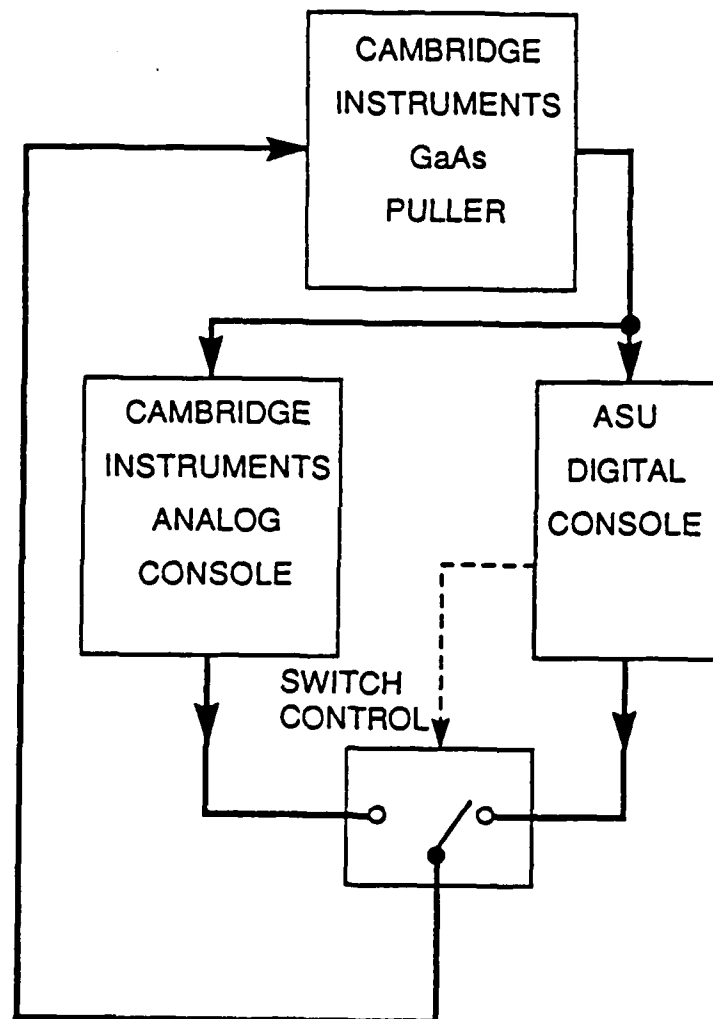 CAMBRIDGE
INSTRUMENTS
GaAs
PULLER
CAMBRIDGE
INSTRUMENTS
ANALOG
CONSOLE
ASU
DIGITAL
CONSOLE
SWITCH
CONTROL